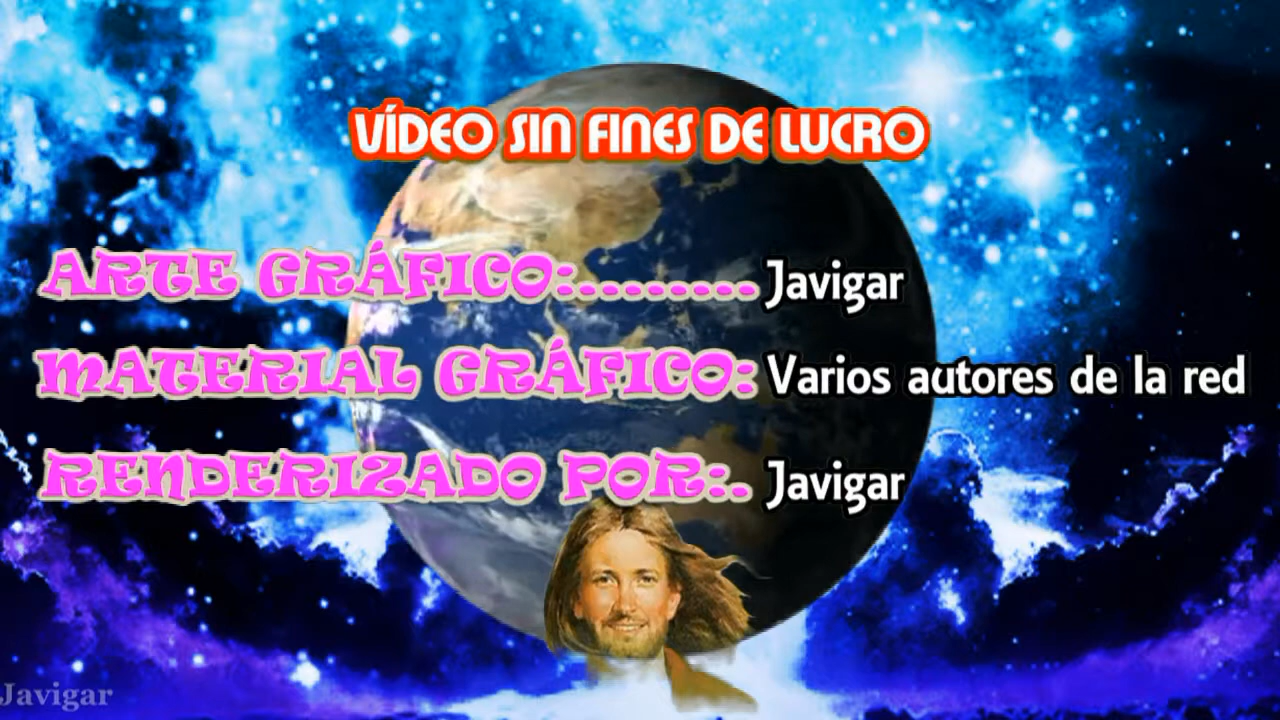 VÍDEO SIN FINES DE LUCRO
ARTE GRÁFICO:......... Javigar
MATERIAL GRÁFICO: Varios autores de la red
RENDERIZADO POR:. Javigar
Javigar